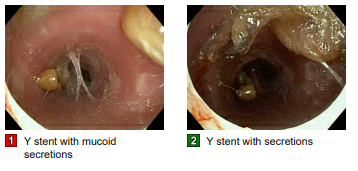 1 Y stent with mucoid
secretions
2 Y stent with secretions